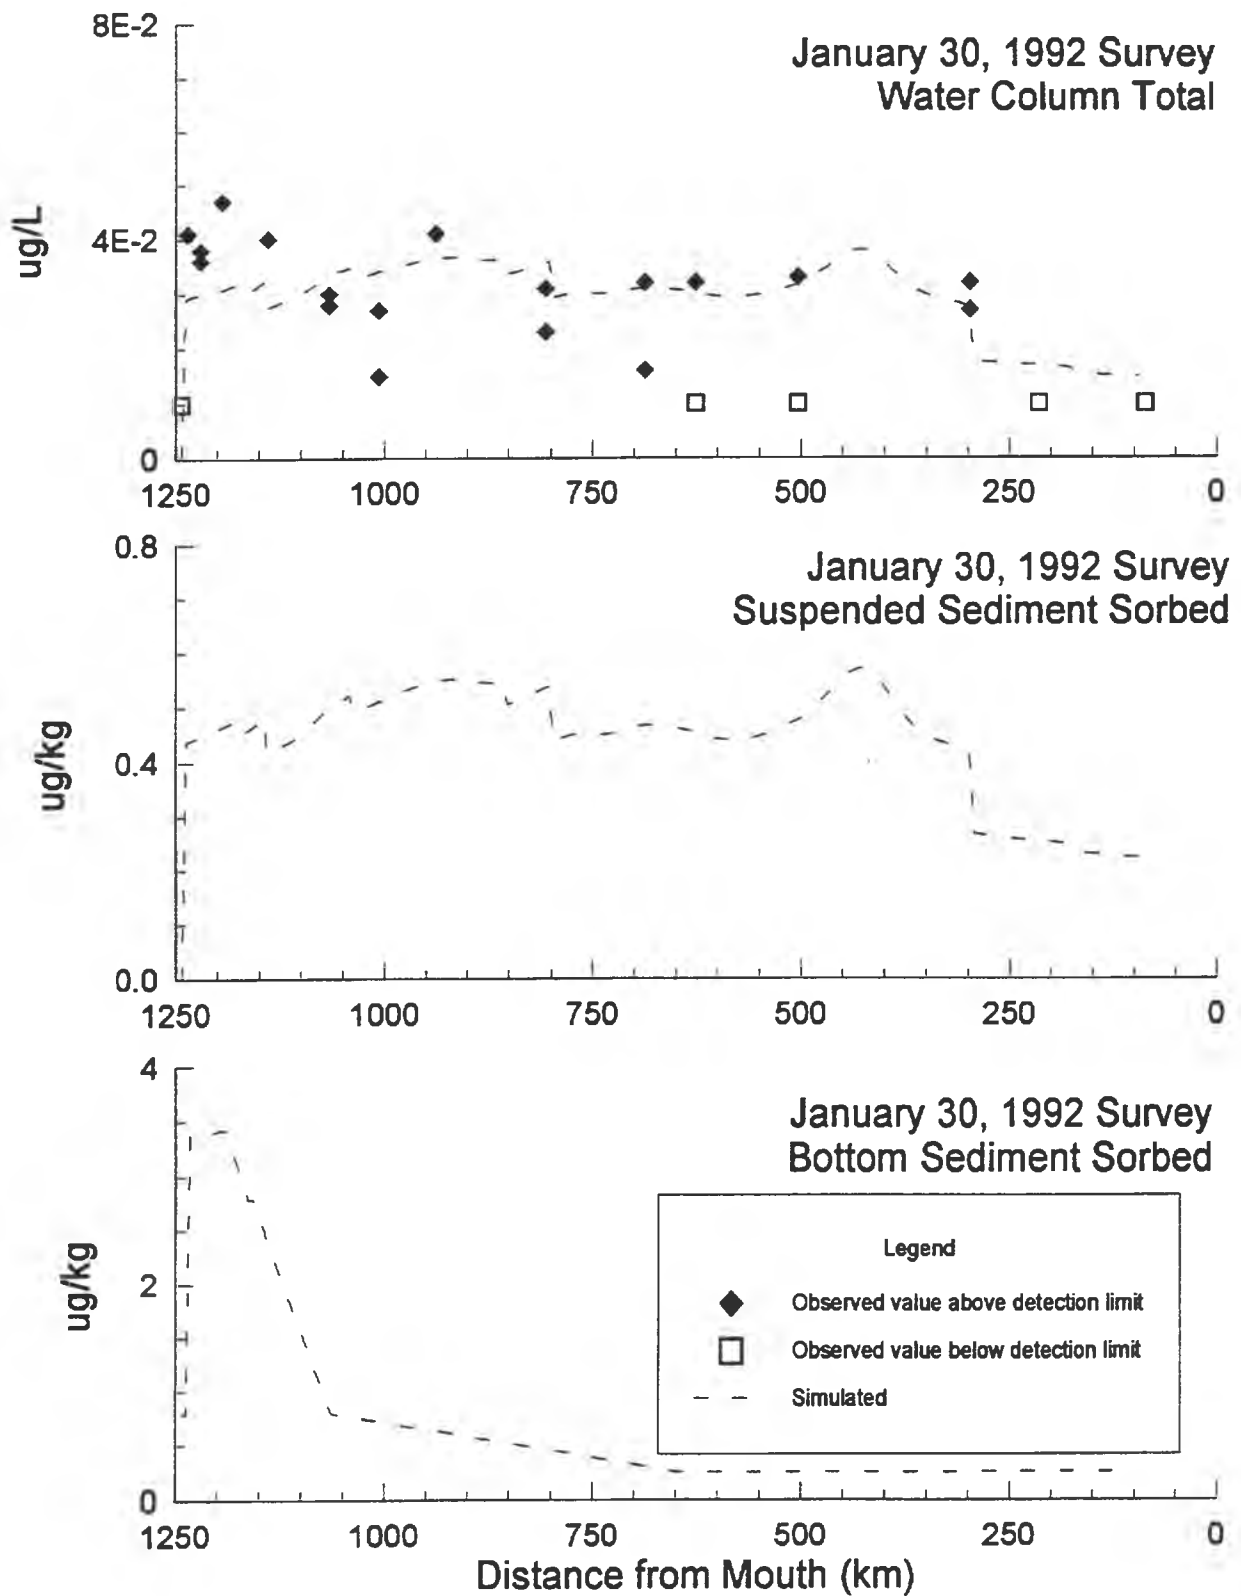 8E-2
January 30, 1992 Survey
Water Column Total
ug/L
4E-2
0
1250 1000 750 500 250 0
0.8
January 30, 1992 Survey
Suspended Sediment Sorbed
ug/kg
0.4
0.0
1250 1000 750 500 250 0
4
January 30, 1992 Survey
Bottom Sediment Sorbed
ug/kg
2
Legend
Observed value above detection limit
Observed value below detection limit
Simulated
0
1250 1000 750 500 250 0
Distance from Mouth (km)